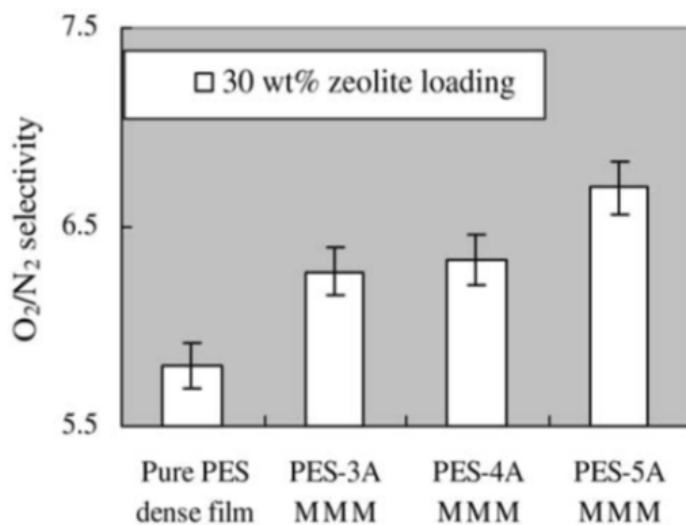 7.5
30 wt% zeolite loading
O₂/N₂ selectivity
6.5
5.5
Pure PES
dense film
PES-3A
MMM
PES-4A
MMM
PES-5A
MMM